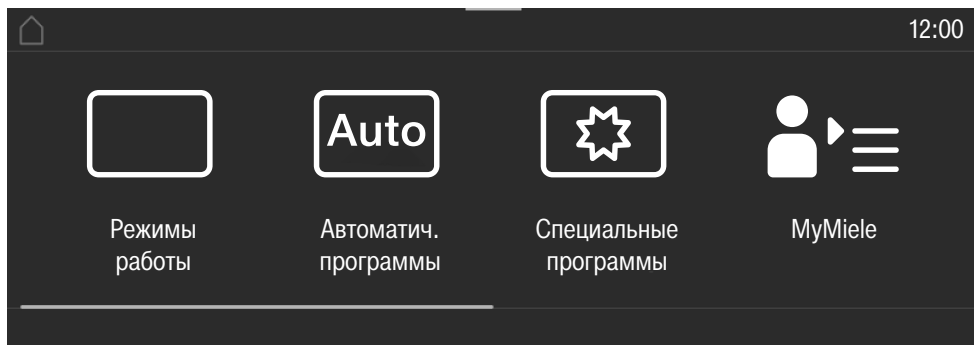 12:00
Auto
Режимы
работы
Автоматич.
программы
Специальные
программы
MyMiele